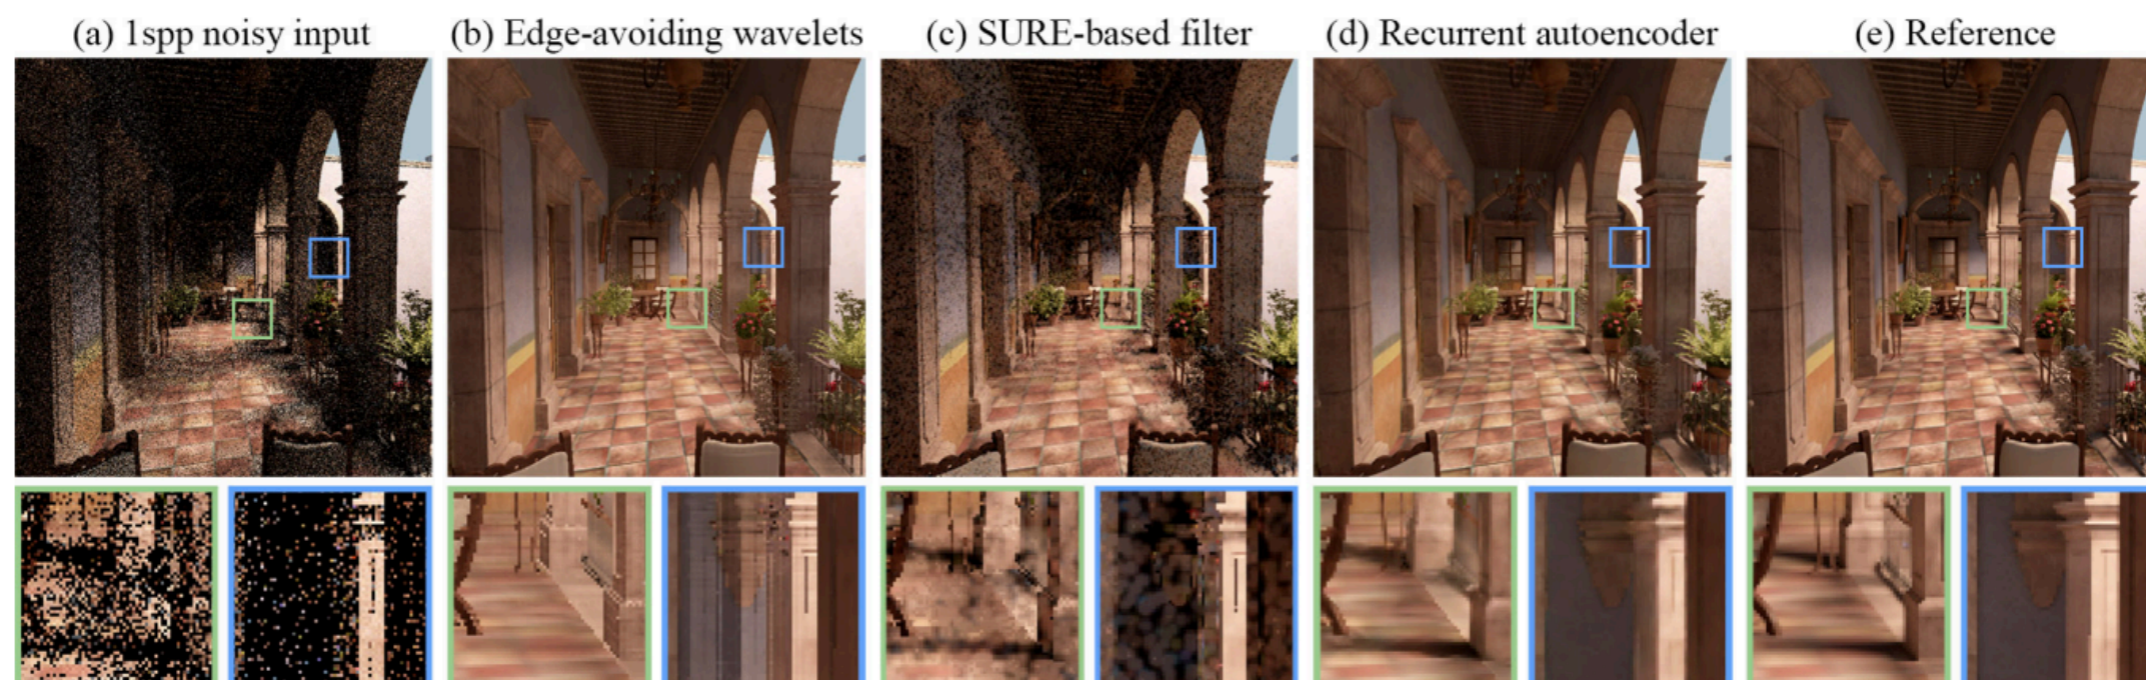 (a) 1spp noisy input
(b) Edge-avoiding wavelets
(c) SURE-based filter
(d) Recurrent autoencoder
(e) Reference